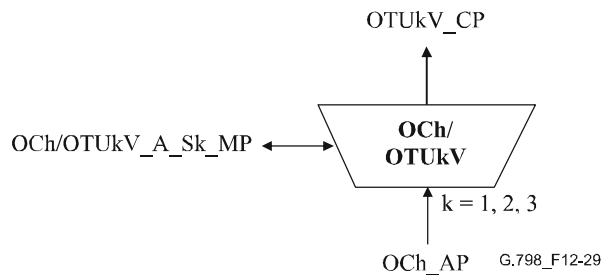 OTUkV_CP
OCh/OTUkV_A_Sk_MP
OCh/
OTUkV
k = 1, 2, 3
OCh_AP
G.798_F12-29